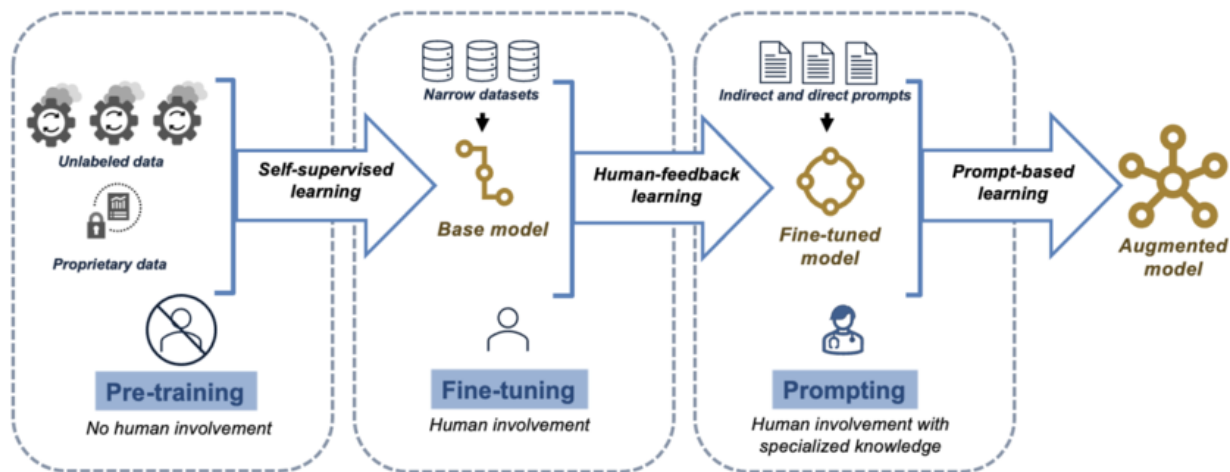 Unlabeled data
Proprietary data
Pre-training
No human involvement
Self-supervised
learning
Narrow datasets
Base model
Fine-tuning
Human involvement
Human-feedback
learning
Indirect and direct prompts
Fine-tuned
model
Prompting
Human involvement with
specialized knowledge
Prompt-based
learning
Augmented
model